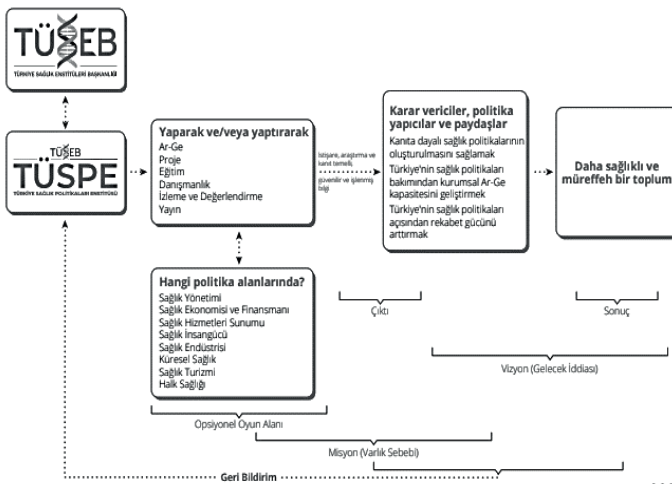 TÜSEB
TÜRKİYE SAĞLIK ENSTİTÜLERİ BAŞKANLIĞI
TÜSEB
TÜSPE
TÜRKİYE SAĞLIK POLİTİKALARI ENSTİTÜSÜ
Yaparak ve/veya yaptırarak
Ar-Ge
Proje
Eğitim
Danışmanlık
İzleme ve Değerlendirme
Yayın
İstişare, araştırma ve
kanıt temelli,
güvenilir ve işlenmiş
bilgi
Karar vericiler, politika
yapıcılar ve paydaşlar
Kanıta dayalı sağlık politikalarının
oluşturulmasını sağlamak
Türkiye'nin sağlık politikaları
bakımından kurumsal Ar-Ge
kapasitesini geliştirmek
Türkiye'nin sağlık politikaları
açısından rekabet gücünü
arttırmak
Daha sağlıklı ve
müreffeh bir toplum
Hangi politika alanlarında?
Sağlık Yönetimi
Sağlık Ekonomisi ve Finansmanı
Sağlık Hizmetleri Sunumu
Sağlık İnsangücü
Sağlık Endüstrisi
Küresel Sağlık
Sağlık Turizmi
Halk Sağlığı
Çıktı
Sonuç
Vizyon (Gelecek İddiası)
Opsiyonel Oyun Alanı
Misyon (Varlık Sebebi)
Geri Bildirim